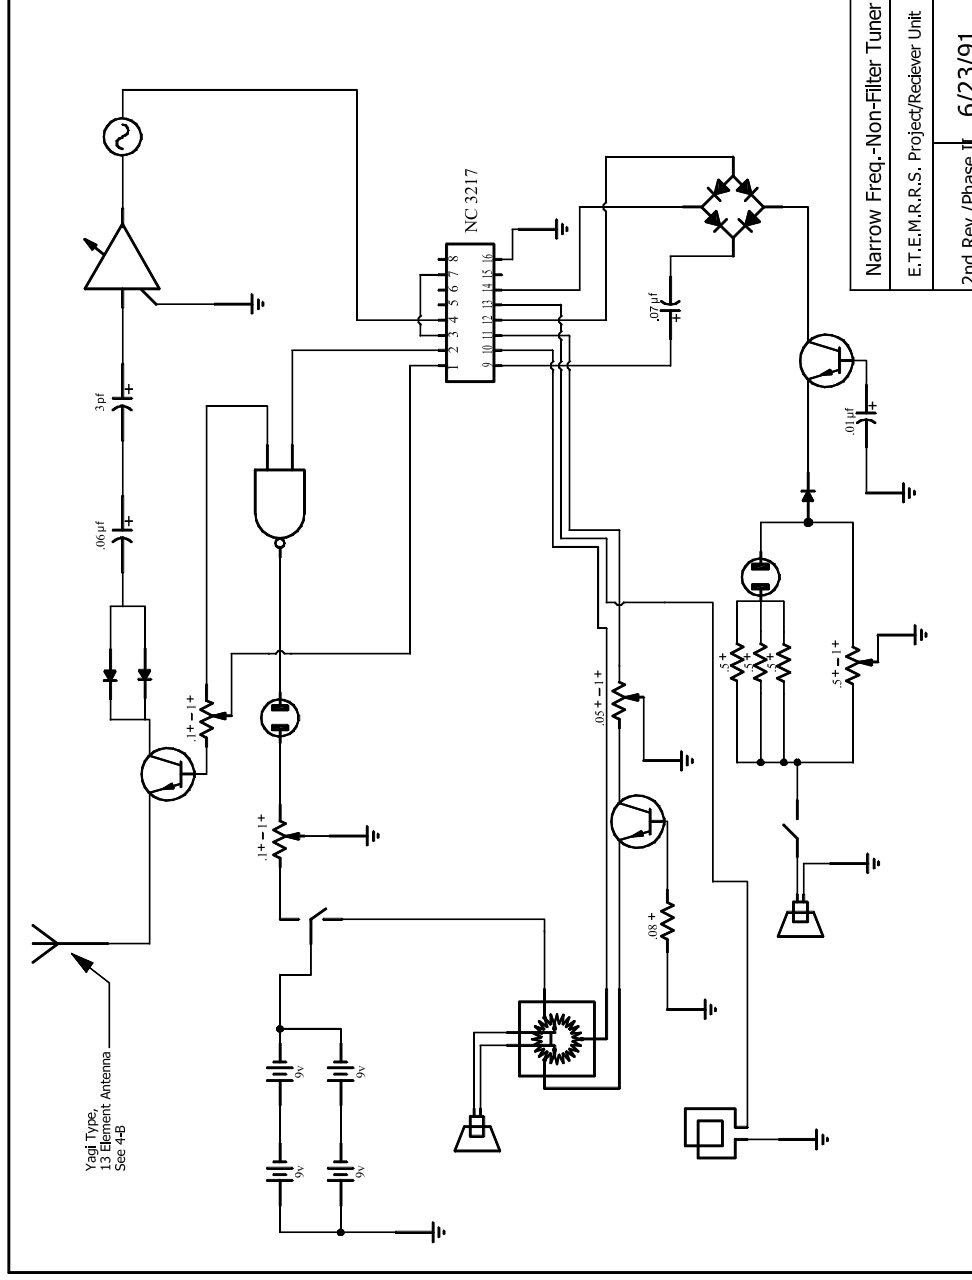 Narrow Freq.-Non-Filter Tuner
E.T.E.M.R.R.S. Project/Reciever Unit
2nd Rev./Phase II 6/23/91
NC 3217
8
7
6
5
4
3
2
1
16
15
14
13
12
11
10
9
3pf +
.06µf +
.07µf +
.01µf +
.1+ – 1+
.1+ – 1+
.05+ – 1+
.08 +
.5 +
.5 +
.5 +
.5+ – 1+
9v
9v
9v
9v
Yagi Type,
13 Element Antenna
See 4-B